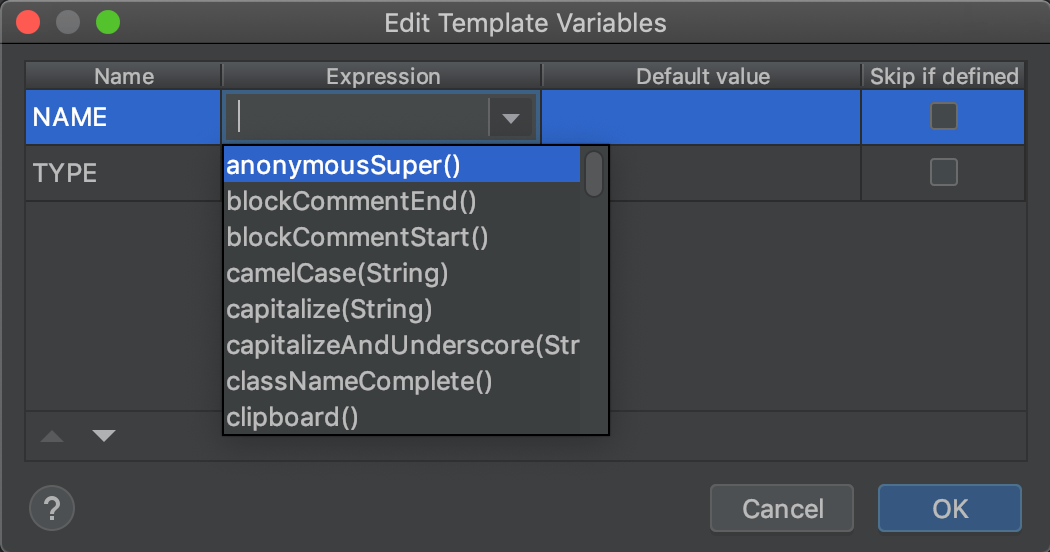 Edit Template Variables
Name Expression Default value Skip if defined
NAME
TYPE
anonymousSuper()
blockCommentEnd()
blockCommentStart()
camelCase(String)
capitalize(String)
capitalizeAndUnderscore(Str
classNameComplete()
clipboard()
? Cancel OK